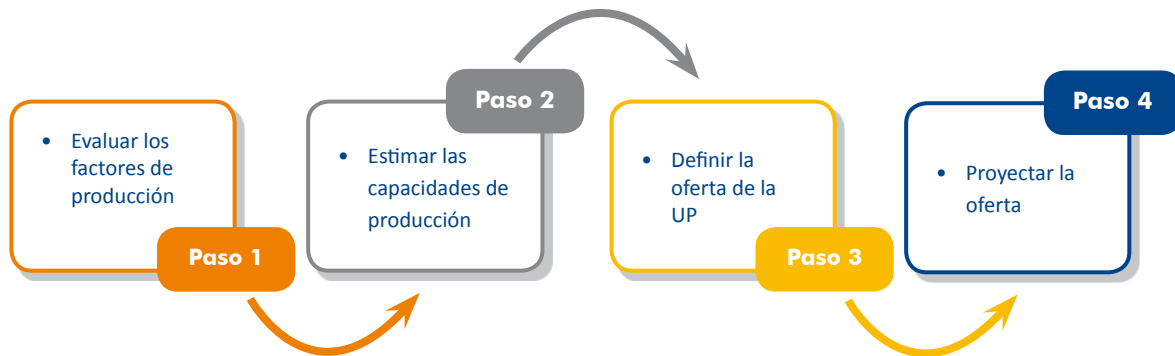 • Evaluar los
factores de
producción
Paso 1
Paso 2
• Estimar las
capacidades de
producción
• Definir la
oferta de la
UP
Paso 3
Paso 4
• Proyectar la
oferta